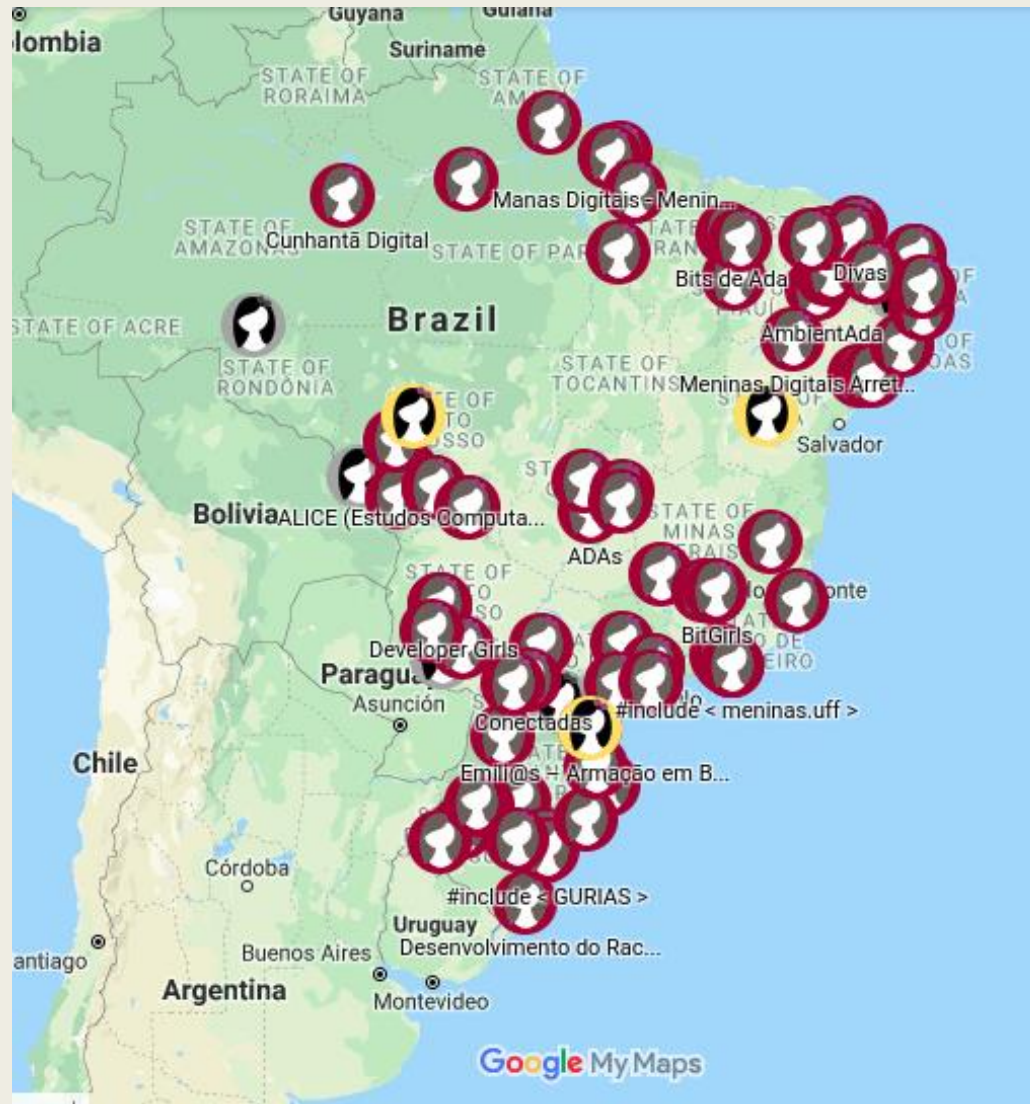 Guyana
Guiana
lombia
Suriname
STATE OF
RORAIMA
STATE OF
Manas Digitais - Menin...
STATE OF
AMAZONAS
Cunhantã Digital
STATE OF
Bits de Ada
Divas
STATE OF ACRE
Brazil
AmbientAda
STATE OF
RONDÔNIA
STATE OF
TOCANTINS
Meninas Digitais Arret...
Salvador
Bolivia
ALICE (Estudos Computa...
STATE OF
MINAS
ADAs
STATE OF
BitGirls
Developer Girls
Paragua
Asunción
#include < meninas.uff >
Conectadas
Chile
Emili@s – Armação em B...
Córdoba
#include < GURIAS >
Uruguay
Desenvolvimento do Rac...
antiago
Buenos Aires
Argentina
Montevideo
Google My Maps